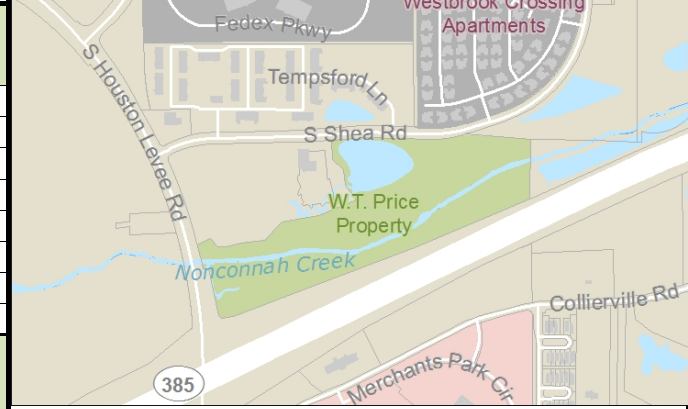 Westbrook Crossing
Apartments
Fedex Pkwy
Tempsford Ln
S Houston Levee Rd
S Shea Rd
W.T. Price
Property
Nonconnah Creek
Collierville Rd
385
Merchants Park Cir